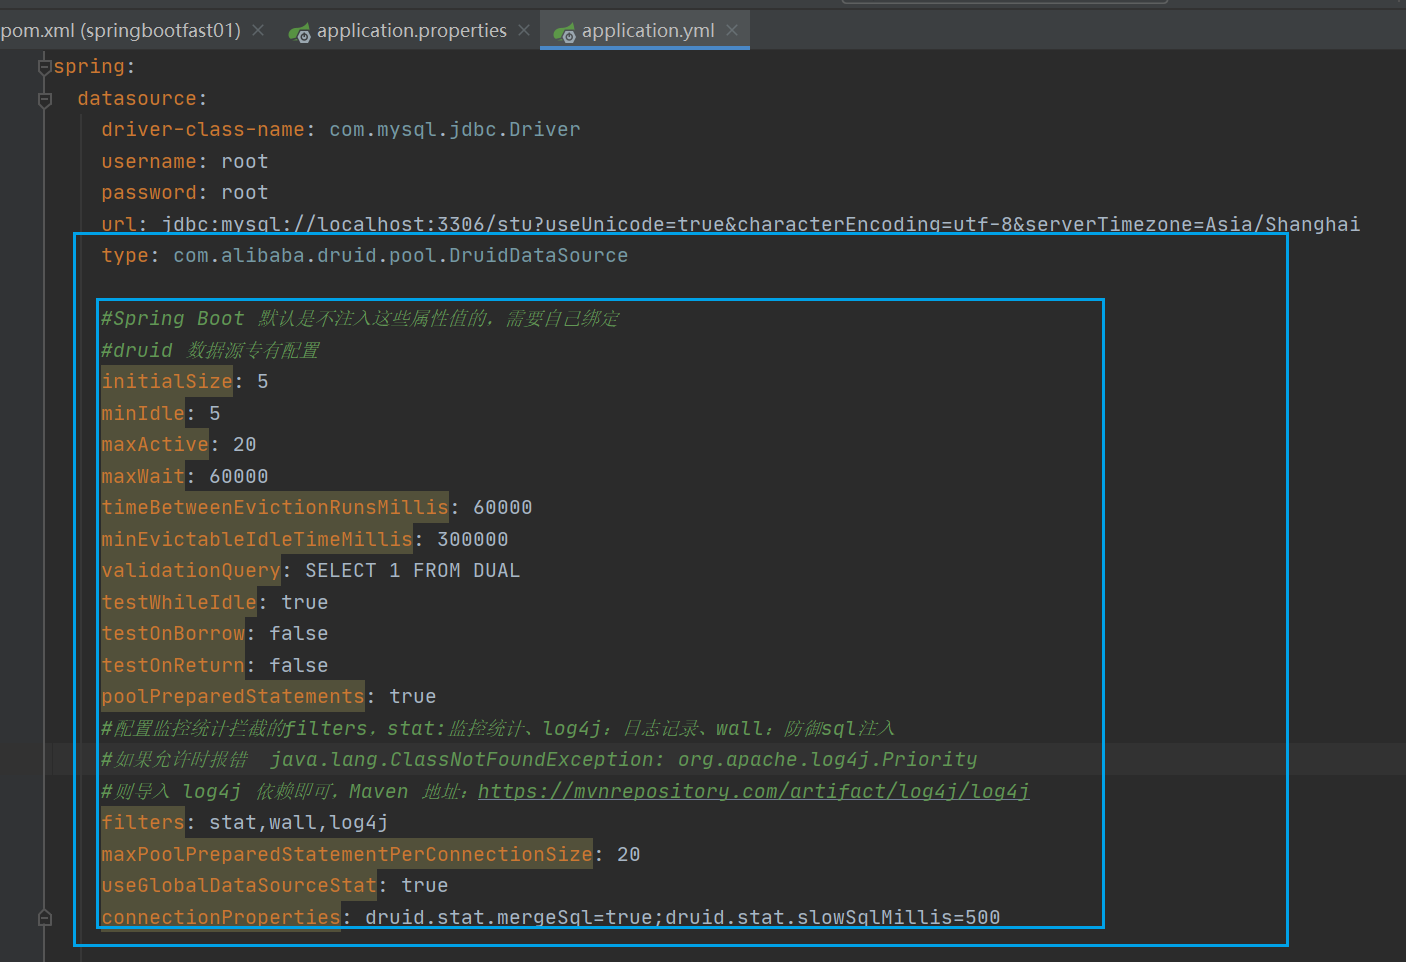 pom.xml (springbootfast01)
application.properties
application.yml
spring:
datasource:
driver-class-name: com.mysql.jdbc.Driver
username: root
password: root
url: jdbc:mysql://localhost:3306/stu?useUnicode=true&characterEncoding=utf-8&serverTimezone=Asia/Shanghai
type: com.alibaba.druid.pool.DruidDataSource
#Spring Boot 默认是不注入这些属性值的，需要自己绑定
#druid 数据源专有配置
initialSize: 5
minIdle: 5
maxActive: 20
maxWait: 60000
timeBetweenEvictionRunsMillis: 60000
minEvictableIdleTimeMillis: 300000
validationQuery: SELECT 1 FROM DUAL
testWhileIdle: true
testOnBorrow: false
testOnReturn: false
poolPreparedStatements: true
#配置监控统计拦截的filters，stat:监控统计、log4j：日志记录、wall：防御sql注入
#如果允许时报错  java.lang.ClassNotFoundException: org.apache.log4j.Priority
#则导入 log4j 依赖即可，Maven 地址：https://mvnrepository.com/artifact/log4j/log4j
filters: stat,wall,log4j
maxPoolPreparedStatementPerConnectionSize: 20
useGlobalDataSourceStat: true
connectionProperties: druid.stat.mergeSql=true;druid.stat.slowSqlMillis=500